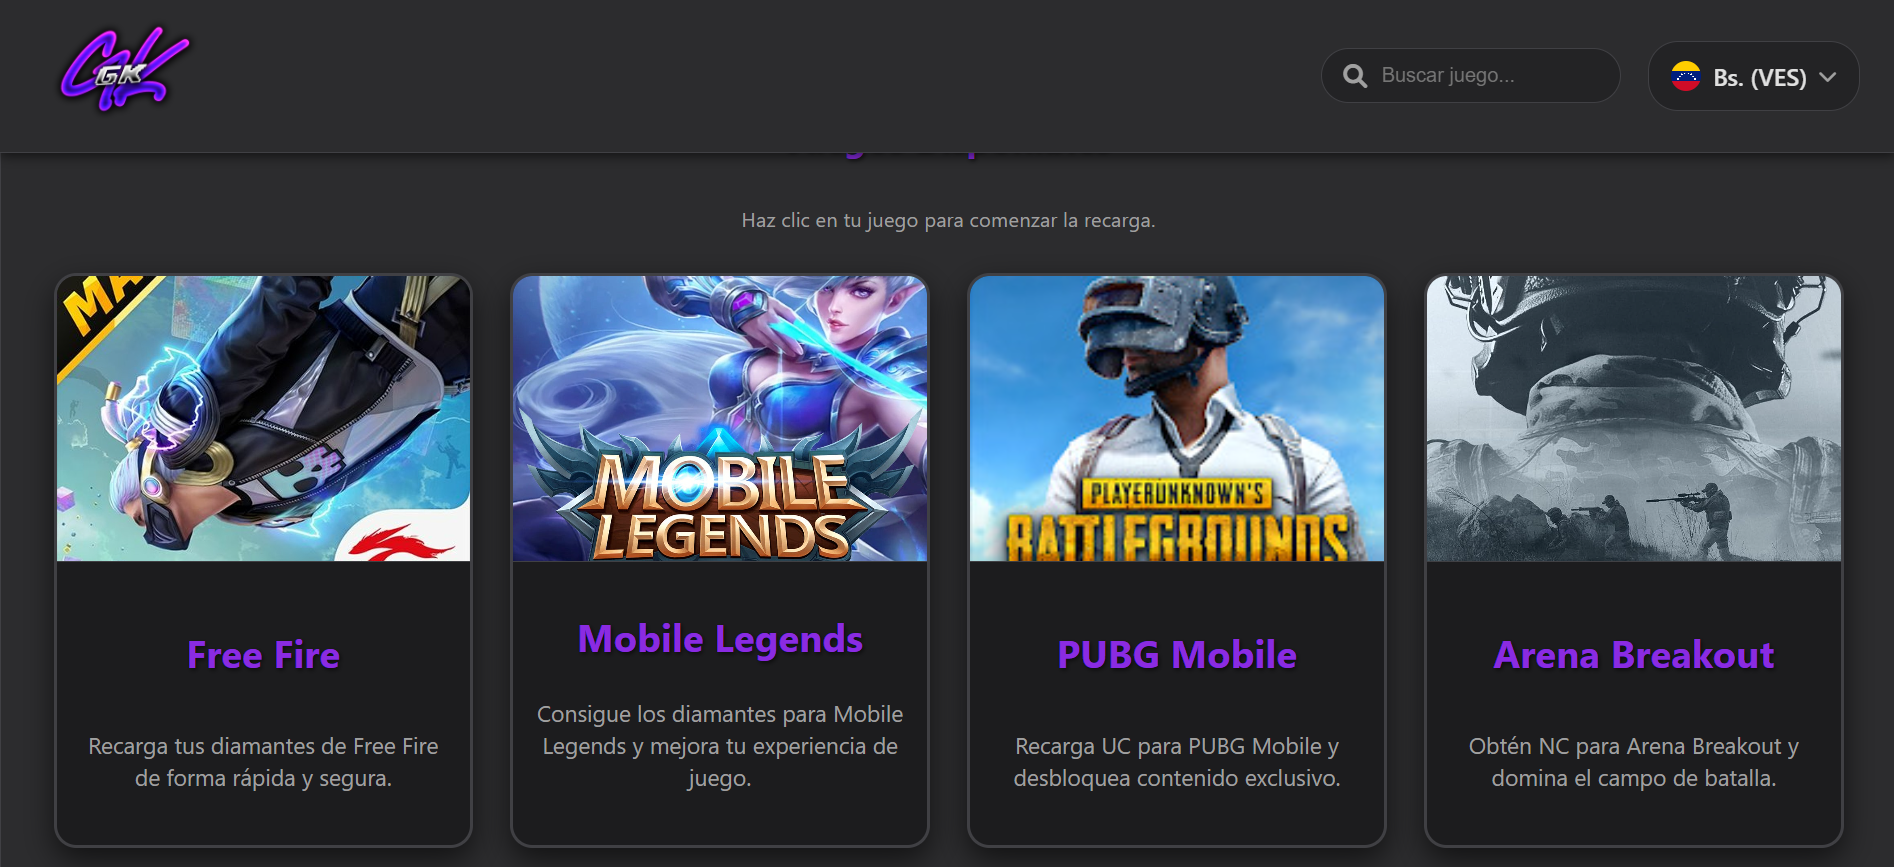 GK
Buscar juego...
Bs. (VES)
Haz clic en tu juego para comenzar la recarga.
MOBILE
LEGENDS
PLAYERUNKNOWN'S
BATTLEGROUNDS
Free Fire
Mobile Legends
PUBG Mobile
Arena Breakout
Recarga tus diamantes de Free Fire
de forma rápida y segura.
Consigue los diamantes para Mobile
Legends y mejora tu experiencia de
juego.
Recarga UC para PUBG Mobile y
desbloquea contenido exclusivo.
Obtén NC para Arena Breakout y
domina el campo de batalla.